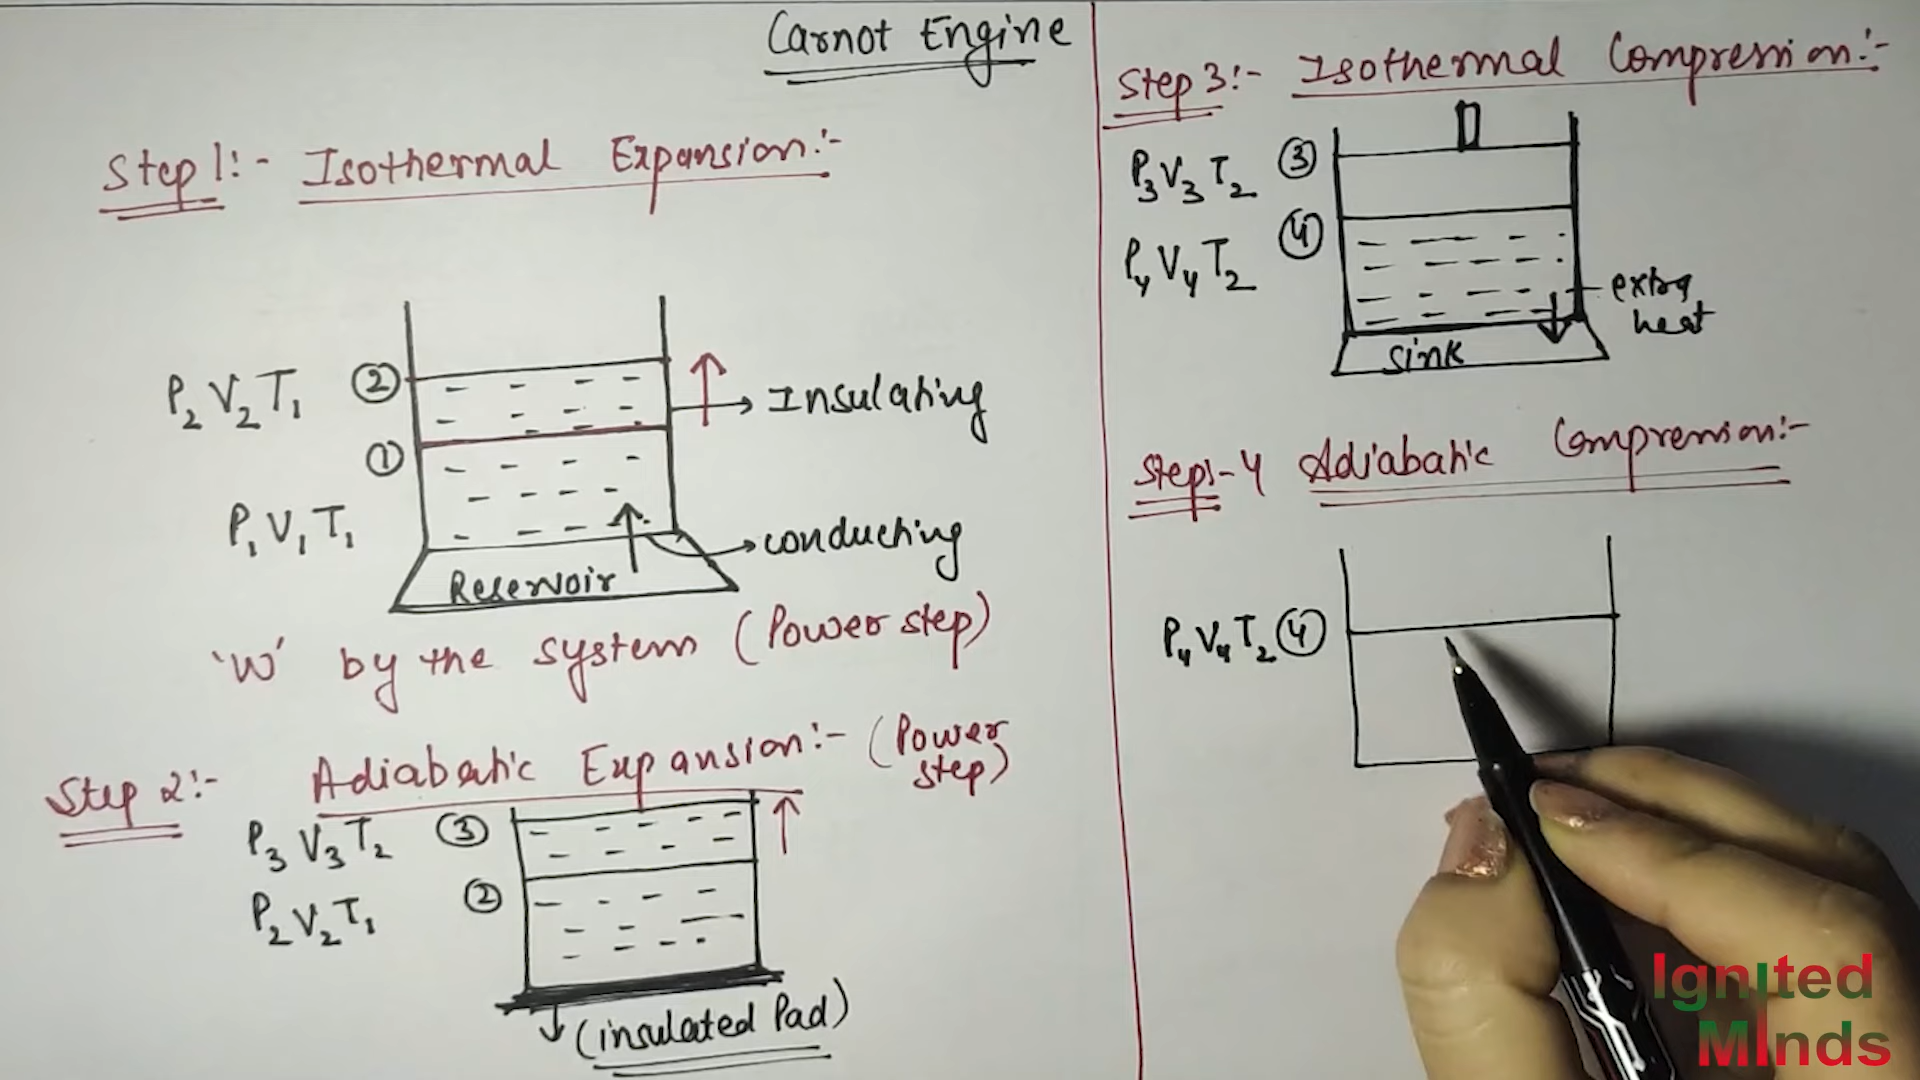 Carnot Engine
Step 1:- Isothermal Expansion:-
P₂ V₂ T₁ ②
Insulating
①
P₁ V₁ T₁
conducting
Reservoir
'W' by the system (Power step)
Step 2:- Adiabatic Expansion:- (Power
step)
P₃ V₃ T₂ ③
P₂ V₂ T₁ ②
(insulated Pad)
Step 3:- Isothermal Compression:-
P₃ V₃ T₂ ③
P₄ V₄ T₂ ④
extra
heat
Sink
Step:-4 Adiabatic Compression:-
P₄ V₄ T₂ ④
Ignited
Minds